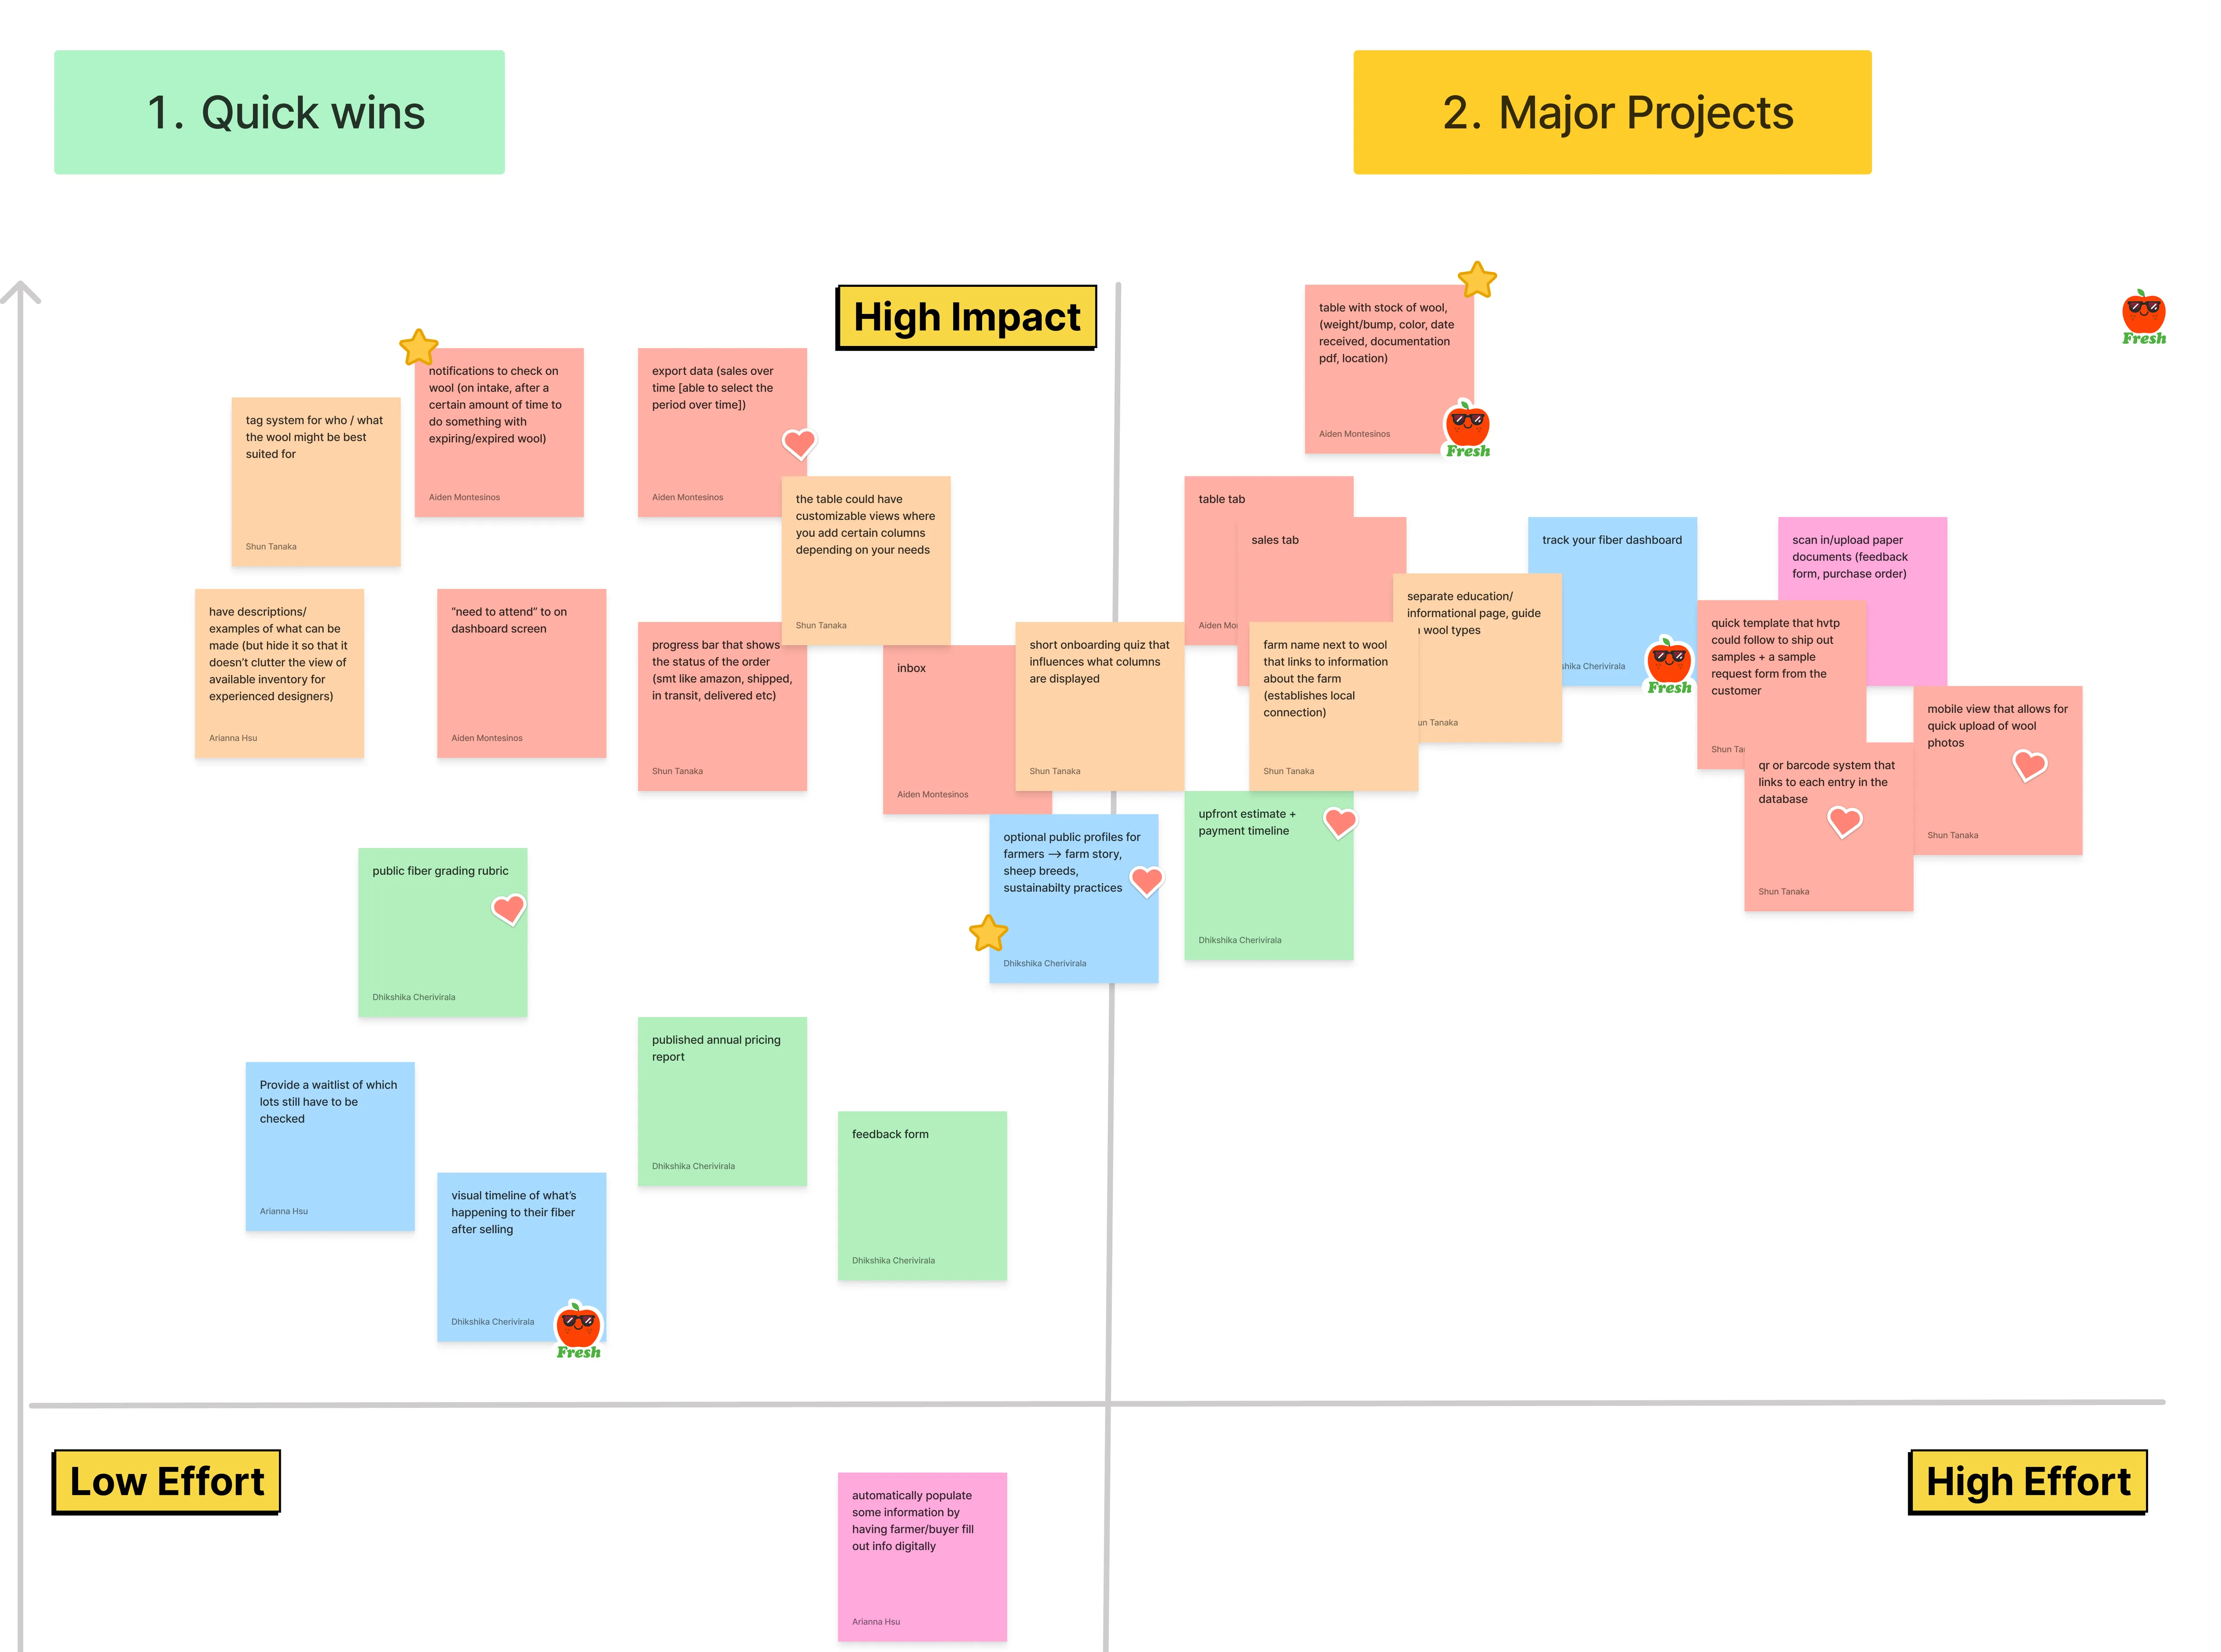 1. Quick wins
2. Major Projects
High Impact
Fresh
table with stock of wool,
(weight/bump, color, date
received, documentation
pdf, location)
Aiden Montesinos
Fresh
notifications to check on
wool (on intake, after a
certain amount of time to
do something with
expiring/expired wool)
Aiden Montesinos
export data (sales over
time [able to select the
period over time])
Aiden Montesinos
tag system for who / what
the wool might be best
suited for
Shun Tanaka
the table could have
customizable views where
you add certain columns
depending on your needs
Shun Tanaka
table tab
Aiden
sales tab
track your fiber dashboard
Cherivirala
Fresh
scan in/upload paper
documents (feedback
form, purchase order)
separate education/
informational page, guide
wool types
Tanaka
have descriptions/
examples of what can be
made (but hide it so that it
doesn’t clutter the view of
available inventory for
experienced designers)
Arianna Hsu
“need to attend” to on
dashboard screen
Aiden Montesinos
progress bar that shows
the status of the order
(smt like amazon, shipped,
in transit, delivered etc)
Shun Tanaka
inbox
Aiden Montesinos
short onboarding quiz that
influences what columns
are displayed
Shun Tanaka
farm name next to wool
that links to information
about the farm
(establishes local
connection)
Shun Tanaka
quick template that hvtp
could follow to ship out
samples + a sample
request form from the
customer
Shun
mobile view that allows for
quick upload of wool
photos
Shun Tanaka
qr or barcode system that
links to each entry in the
database
Shun Tanaka
upfront estimate +
payment timeline
Dhikshika Cherivirala
optional public profiles for
farmers → farm story,
sheep breeds,
sustainabilty practices
Dhikshika Cherivirala
public fiber grading rubric
Dhikshika Cherivirala
published annual pricing
report
Dhikshika Cherivirala
Provide a waitlist of which
lots still have to be
checked
Arianna Hsu
feedback form
Dhikshika Cherivirala
visual timeline of what’s
happening to their fiber
after selling
Dhikshika Cherivirala
Fresh
Low Effort
High Effort
automatically populate
some information by
having farmer/buyer fill
out info digitally
Arianna Hsu